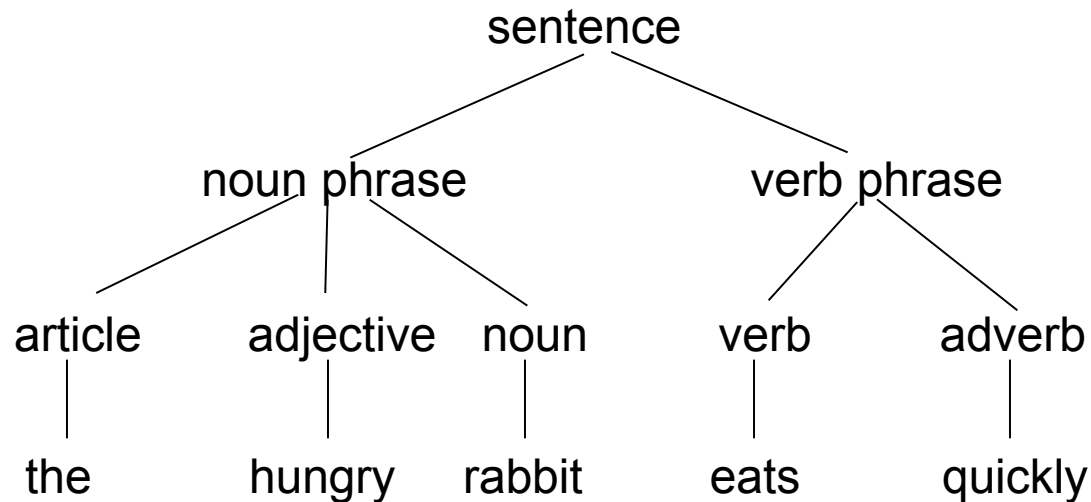 sentence
noun phrase verb phrase
article adjective noun verb adverb
the hungry rabbit eats quickly